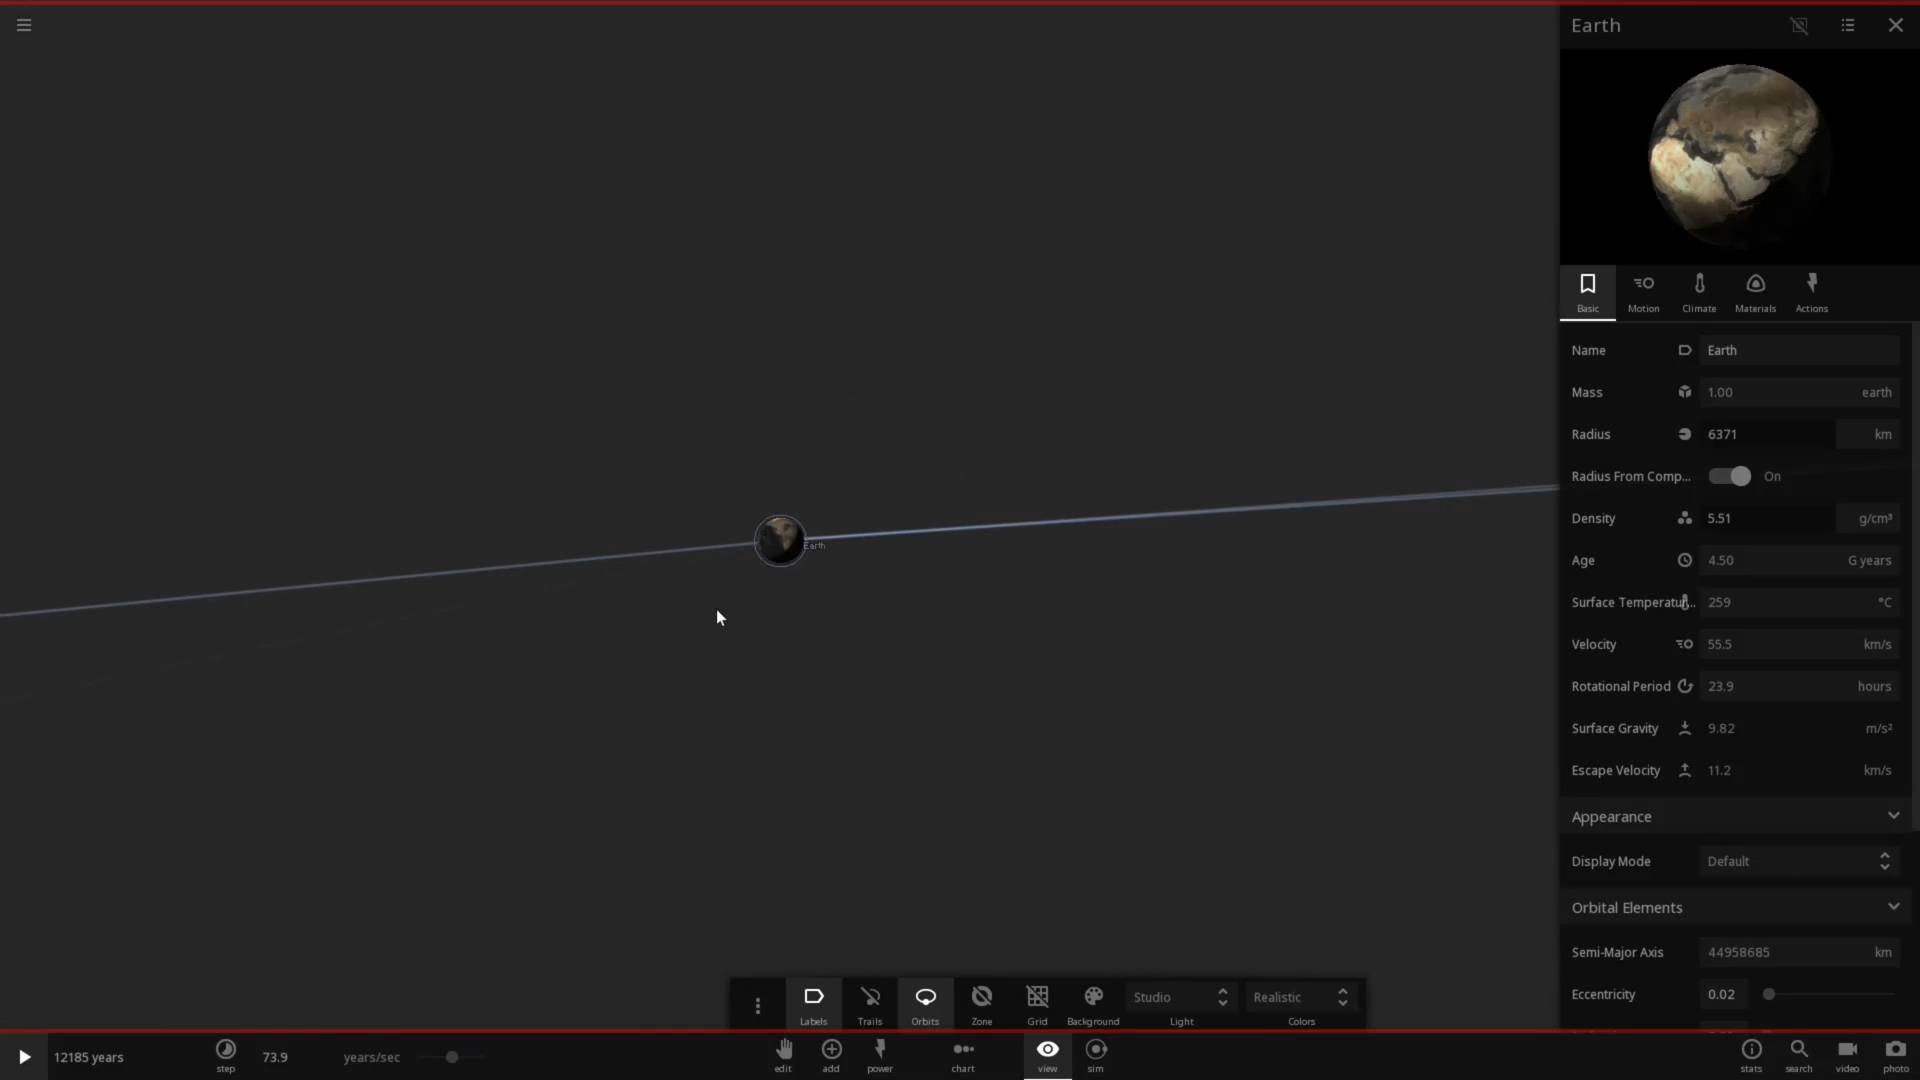 Earth
Basic
Motion
Climate
Materials
Actions
Name Earth
Mass 1.00 earth
Radius 6371 km
Radius From Comp... On
Density 5.51 g/cm³
Age 4.50 G years
Surface Temperatur... 259 °C
Velocity 55.5 km/s
Rotational Period 23.9 hours
Surface Gravity 9.82 m/s²
Escape Velocity 11.2 km/s
Appearance
Display Mode Default
Orbital Elements
Semi-Major Axis 44958685 km
Eccentricity 0.02
Earth
Studio Realistic
Labels Trails Orbits Zone Grid Background Light Colors
12185 years
step
73.9 years/sec
edit add power chart view sim
stats search video photo